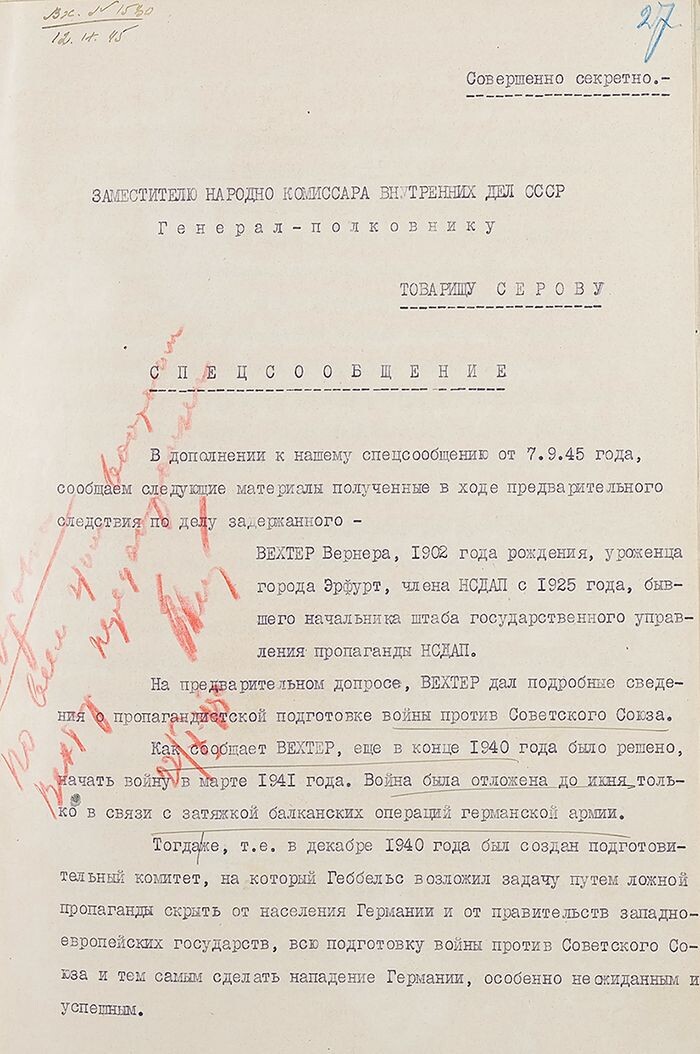 Вх. № 1530
27
12. 45
Совершенно секретно.-
ЗАМЕСТИТЕЛЮ НАРОДНО КОМИССАРА ВНУТРЕННИХ ДЕЛ СССР
Генерал-полковнику
ТОВАРИЩУ СЕРОВУ
СПЕЦСООБЩЕНИЕ
В дополнении к нашему спецсообщению от 7.9.45 года,
сообщаем следующие материалы полученные в ходе предварительного
следствия по делу задержанного -
ВЕХТЕР Вернера, 1902 года рождения, уроженца
города Эрфурт, члена НСДАП с 1925 года, быв-
шего начальника штаба государственного управ-
ления пропаганды НСДАП.
На предварительном допросе, ВЕХТЕР дал подробные сведе-
ния о пропагандистской подготовке войны против Советского Союза.
Как сообщает ВЕХТЕР, еще в конце 1940 года было решено,
начать войну в марте 1941 года. Война была отложена до июня, толь-
ко в связи с затяжкой балканских операций германской армии.
Тогда/же, т.е. в декабре 1940 года был создан подготови-
тельный комитет, на который Геббельс возложил задачу путем ложной
пропаганды скрыть от населения Германии и от правительств западно-
европейских государств, всю подготовку войны против Советского Со-
юза и тем самым сделать нападение Германии, особенно неожиданным и
успешным.
По всем